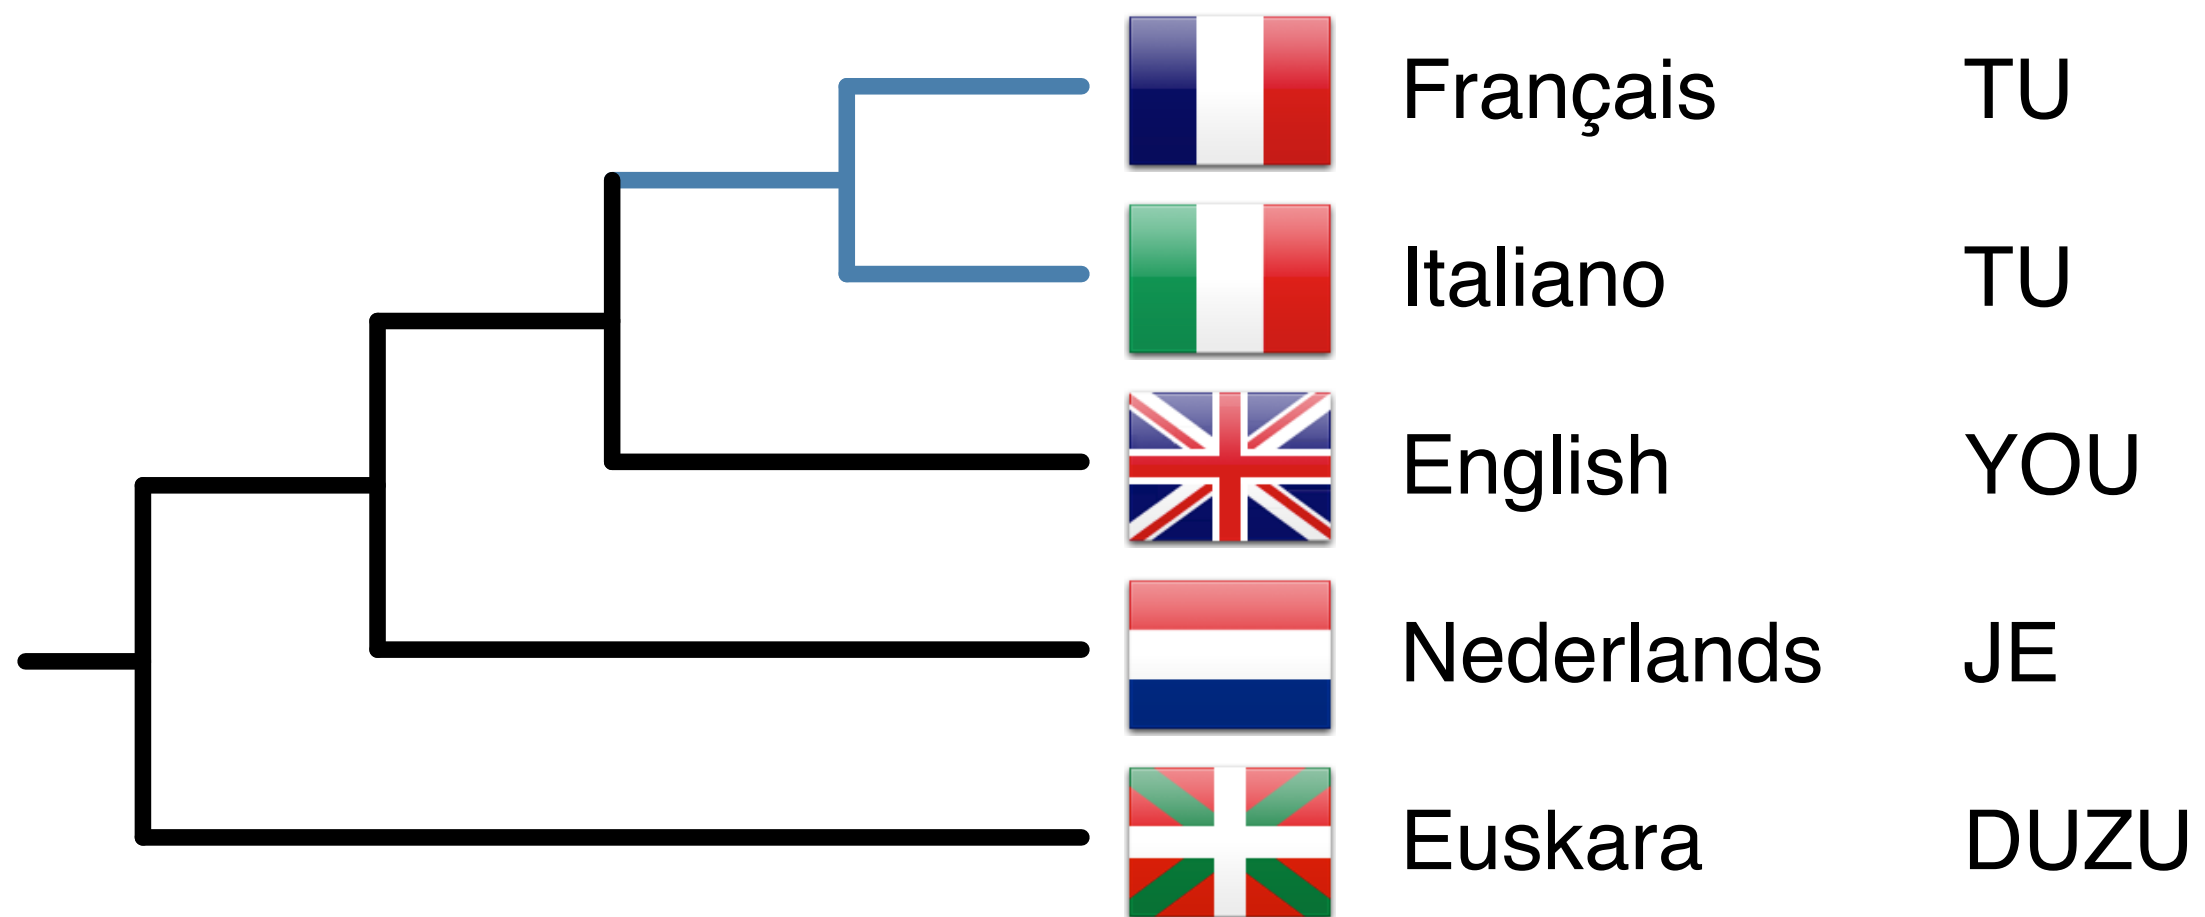 Français TU
Italiano TU
English YOU
Nederlands JE
Euskara DUZU